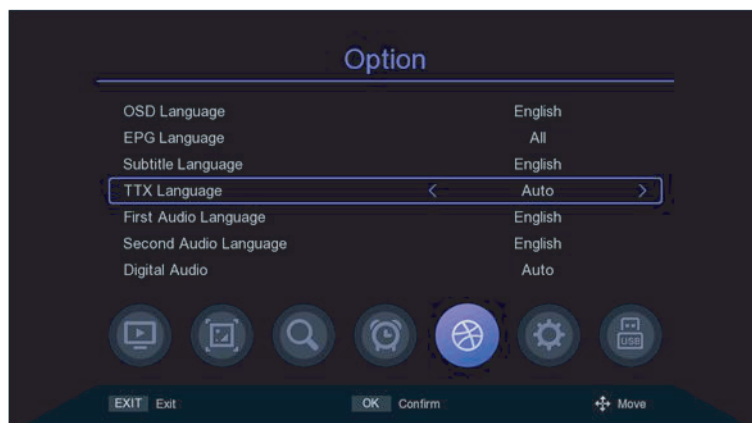 Option
OSD Language English
EPG Language All
Subtitle Language English
TTX Language < Auto >
First Audio Language English
Second Audio Language English
Digital Audio Auto
USB
EXIT Exit OK Confirm Move